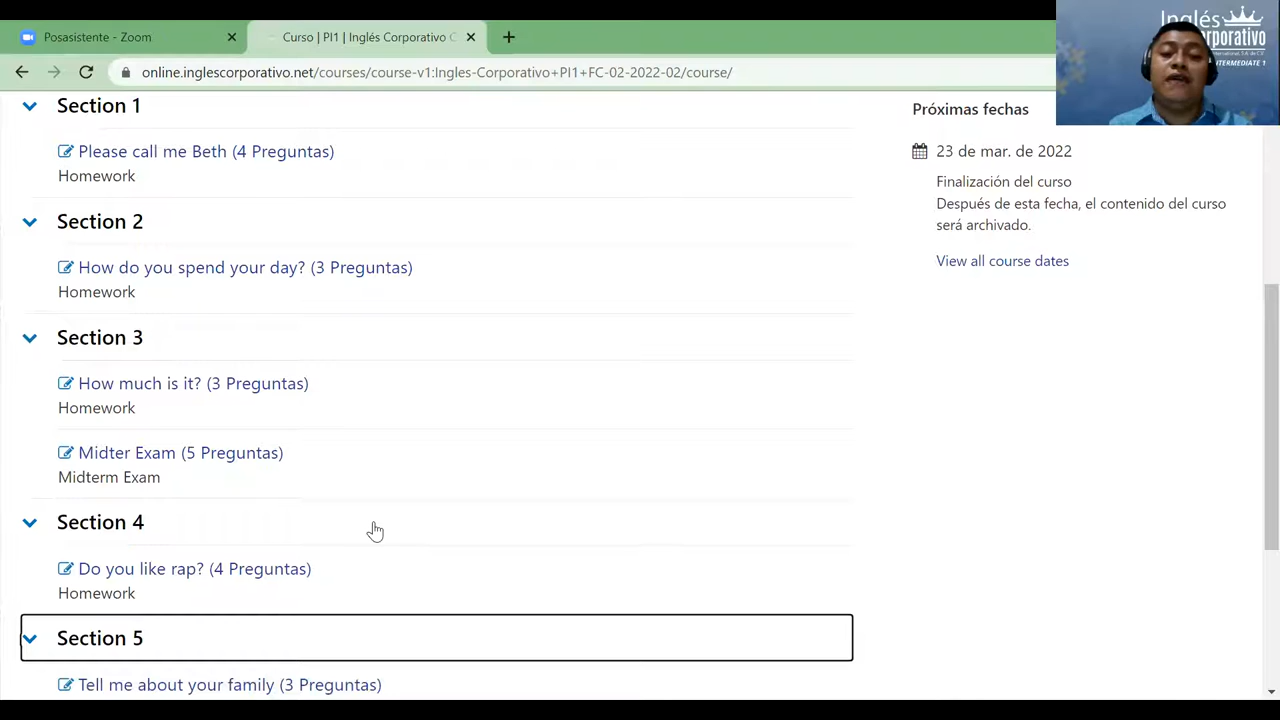 Posasistente - Zoom
Curso | PI1 | Inglés Corporativo C
online.inglescorporativo.net/courses/course-v1:Ingles-Corporativo+PI1+FC-02-2022-02/course/
Inglés
rporativo
International, S.A. de C.V.
INTERMEDIATE 1
Section 1
Please call me Beth (4 Preguntas)
Homework
Section 2
How do you spend your day? (3 Preguntas)
Homework
Section 3
How much is it? (3 Preguntas)
Homework
Midter Exam (5 Preguntas)
Midterm Exam
Section 4
Do you like rap? (4 Preguntas)
Homework
Section 5
Tell me about your family (3 Preguntas)
Próximas fechas
23 de mar. de 2022
Finalización del curso
Después de esta fecha, el contenido del curso
será archivado.
View all course dates